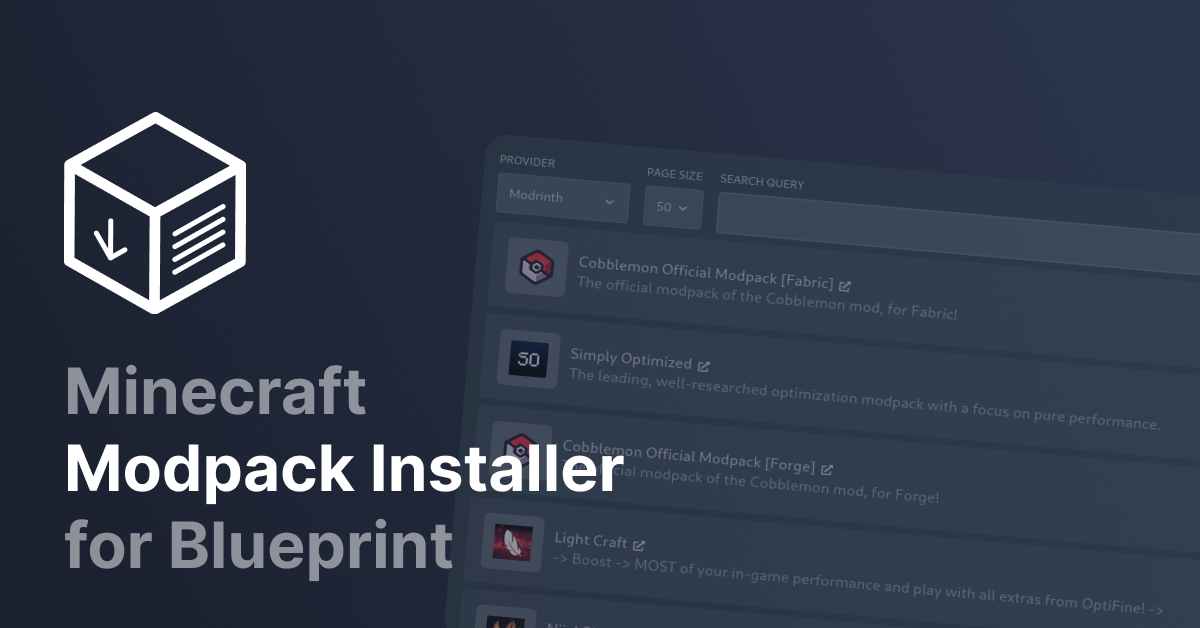 Minecraft
Modpack Installer
for Blueprint
PROVIDER
PAGE SIZE
SEARCH QUERY
Modrinth
50
Cobblemon Official Modpack [Fabric]
The official modpack of the Cobblemon mod, for Fabric!
SO
Simply Optimized
The leading, well-researched optimization modpack with a focus on pure performance.
Cobblemon Official Modpack [Forge]
modpack of the Cobblemon mod, for Forge!
Light Craft
-> Boost -> MOST of your in-game performance and play with all extras from OptiFine! ->